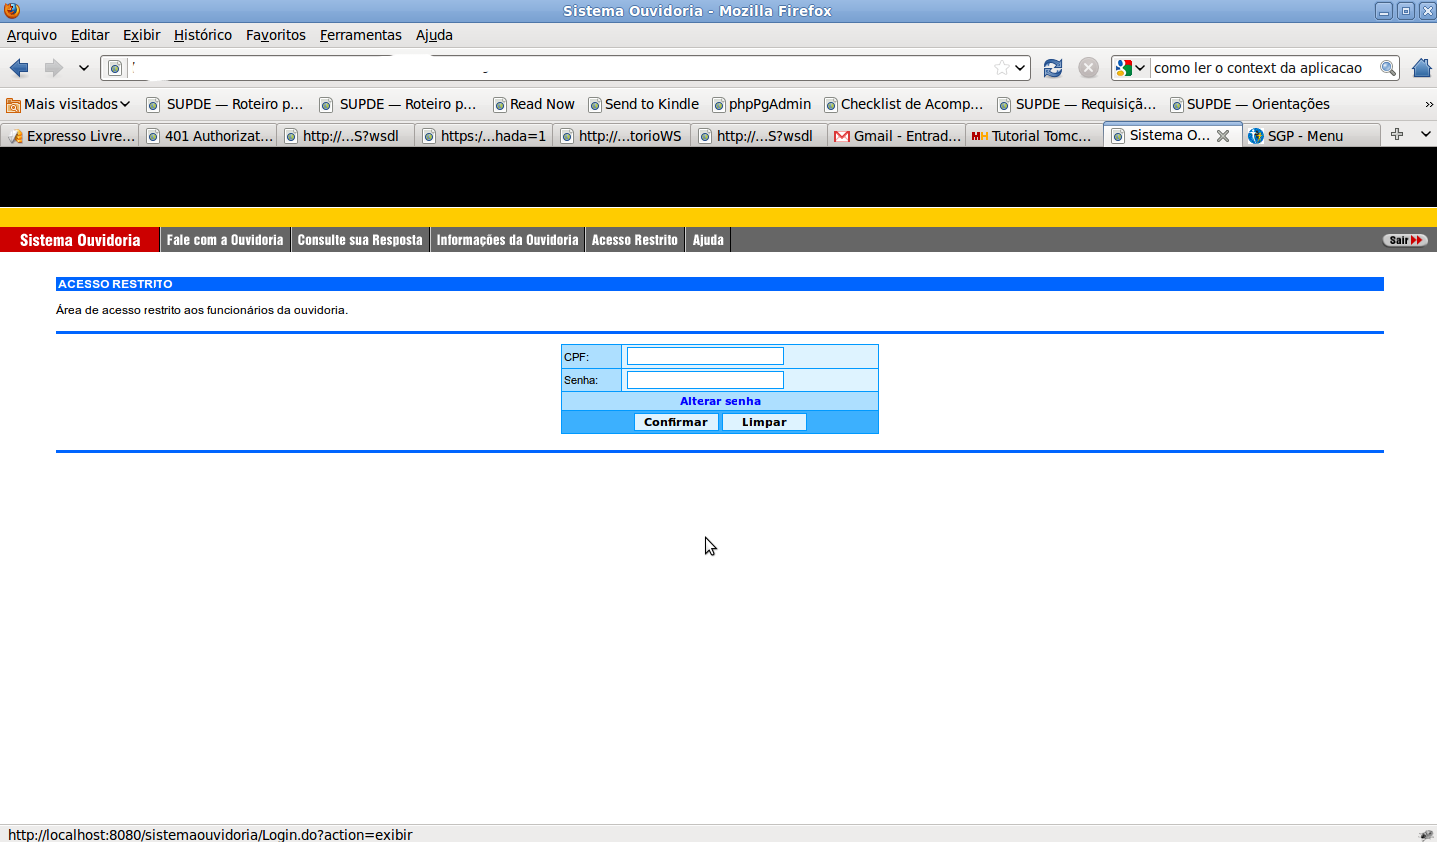 Sistema Ouvidoria - Mozilla Firefox
Arquivo Editar Exibir Histórico Favoritos Ferramentas Ajuda
como ler o context da aplicacao
Mais visitados SUPDE — Roteiro p... SUPDE — Roteiro p... Read Now Send to Kindle phpPgAdmin Checklist de Acomp... SUPDE — Requisiçã... SUPDE — Orientações »
Expresso Livre... 401 Authorizat... http://...S?wsdl https:/...hada=1 http://...torioWS http://...S?wsdl Gmail - Entrad... Tutorial Tomc... Sistema O... SGP - Menu
Sistema Ouvidoria Fale com a Ouvidoria Consulte sua Resposta Informações da Ouvidoria Acesso Restrito Ajuda Sair
ACESSO RESTRITO
Área de acesso restrito aos funcionários da ouvidoria.
CPF:
Senha:
Alterar senha
Confirmar Limpar
http://localhost:8080/sistemaouvidoria/Login.do?action=exibir